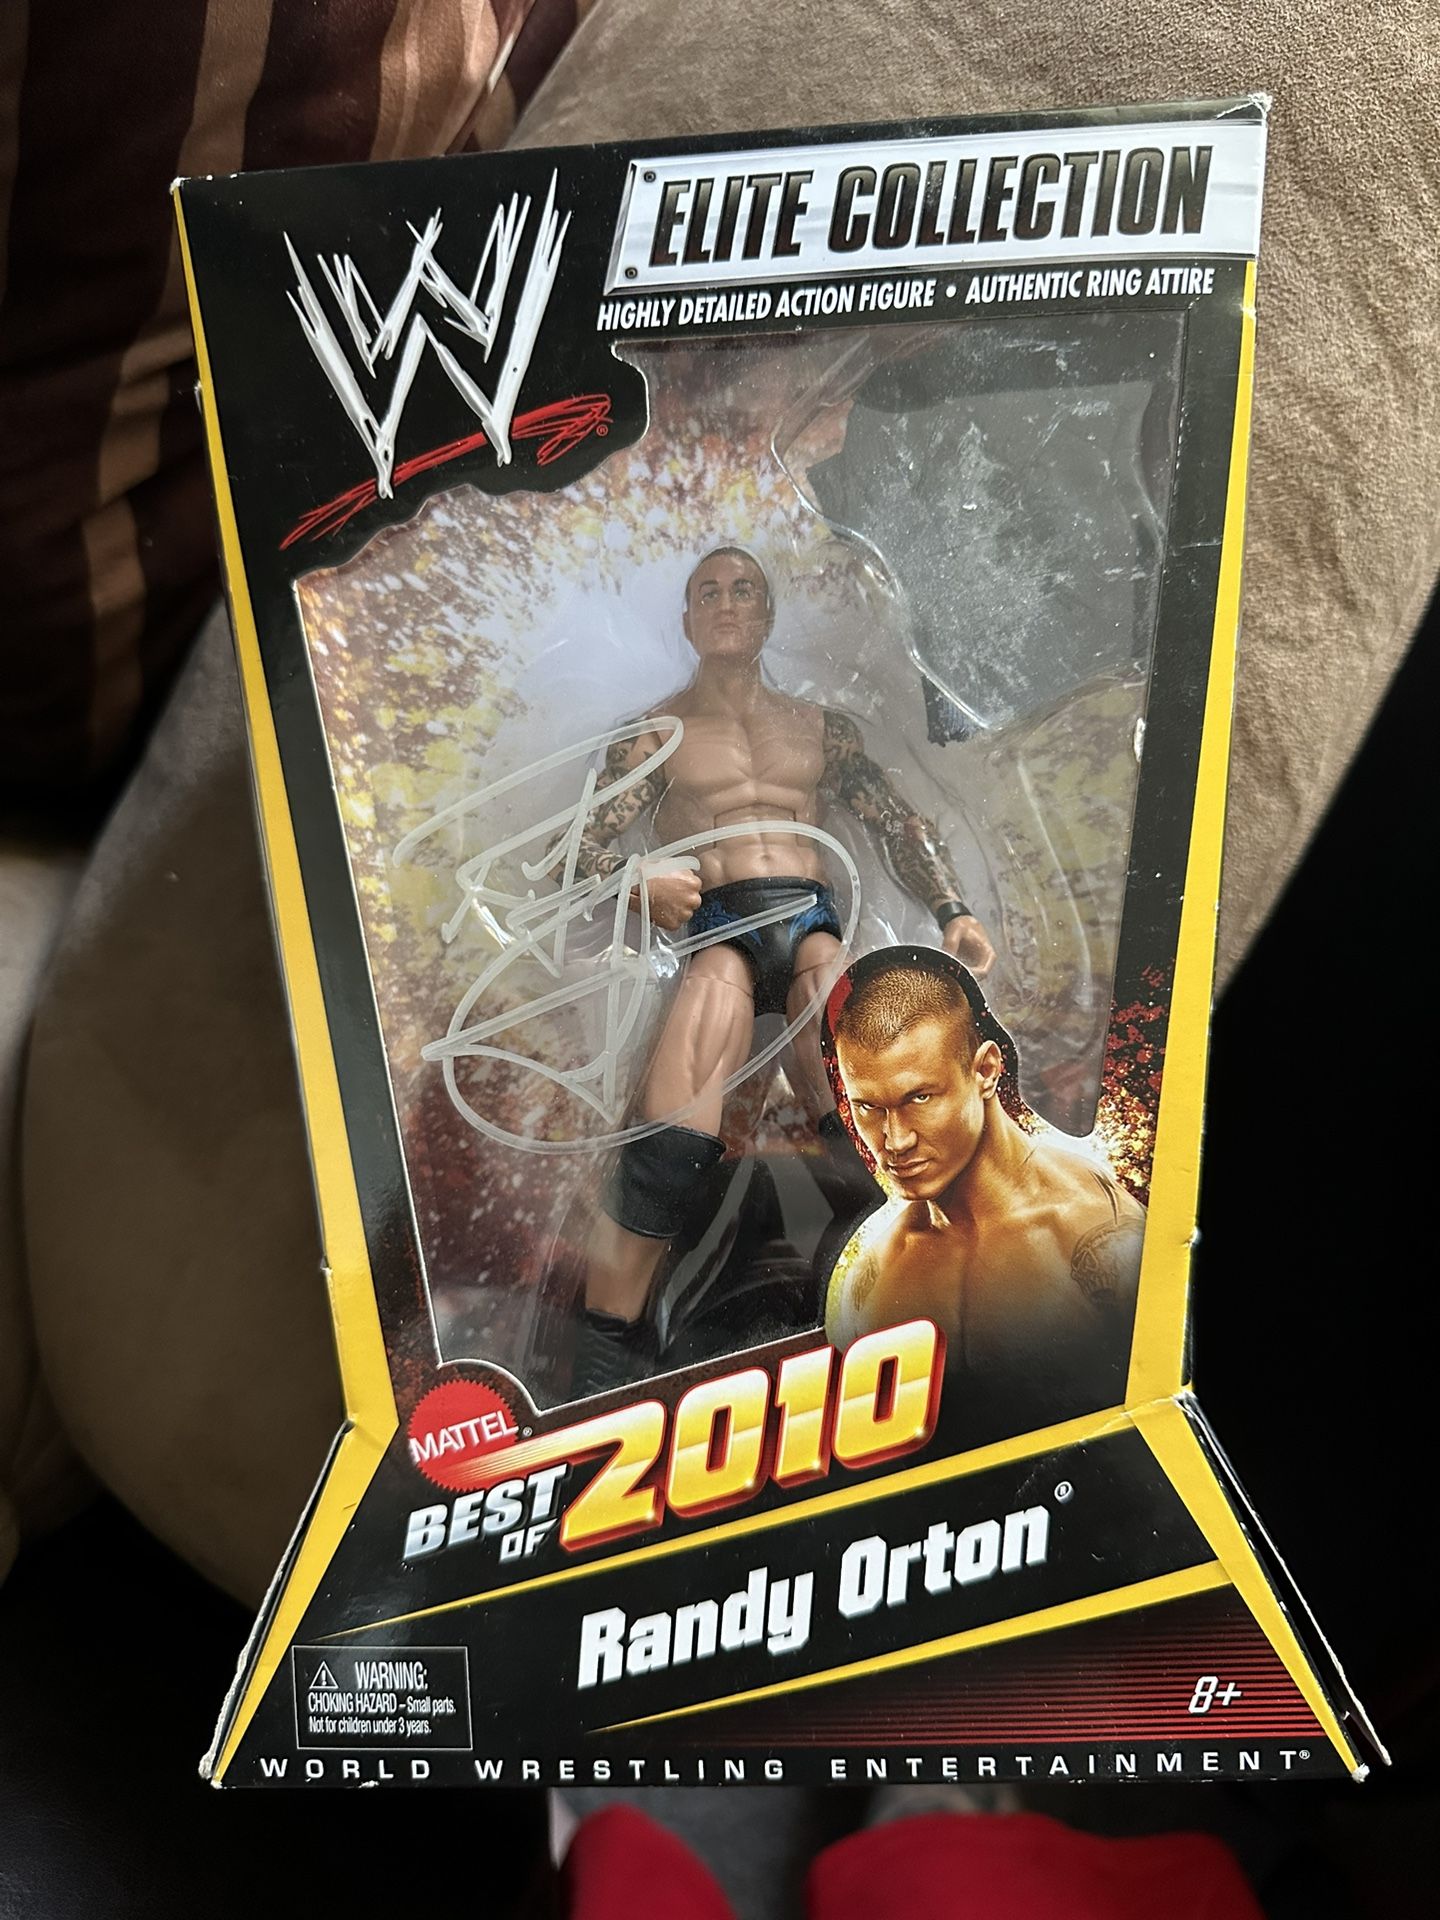 W
ELITE COLLECTION
HIGHLY DETAILED ACTION FIGURE • AUTHENTIC RING ATTIRE
MATTEL
BEST OF 2010
Randy Orton®
⚠ WARNING:
CHOKING HAZARD – Small parts.
Not for children under 3 years.
8+
WORLD WRESTLING ENTERTAINMENT®